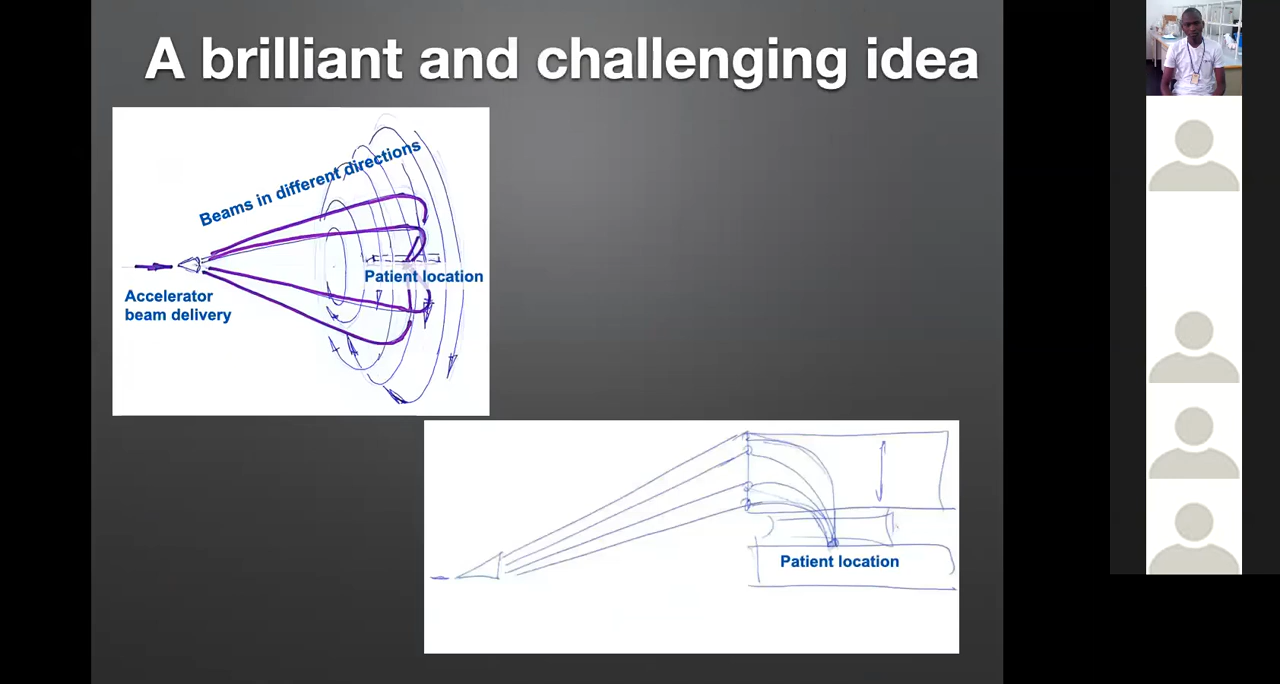 A brilliant and challenging idea
Beams in different directions
Patient location
Accelerator
beam delivery
Patient location